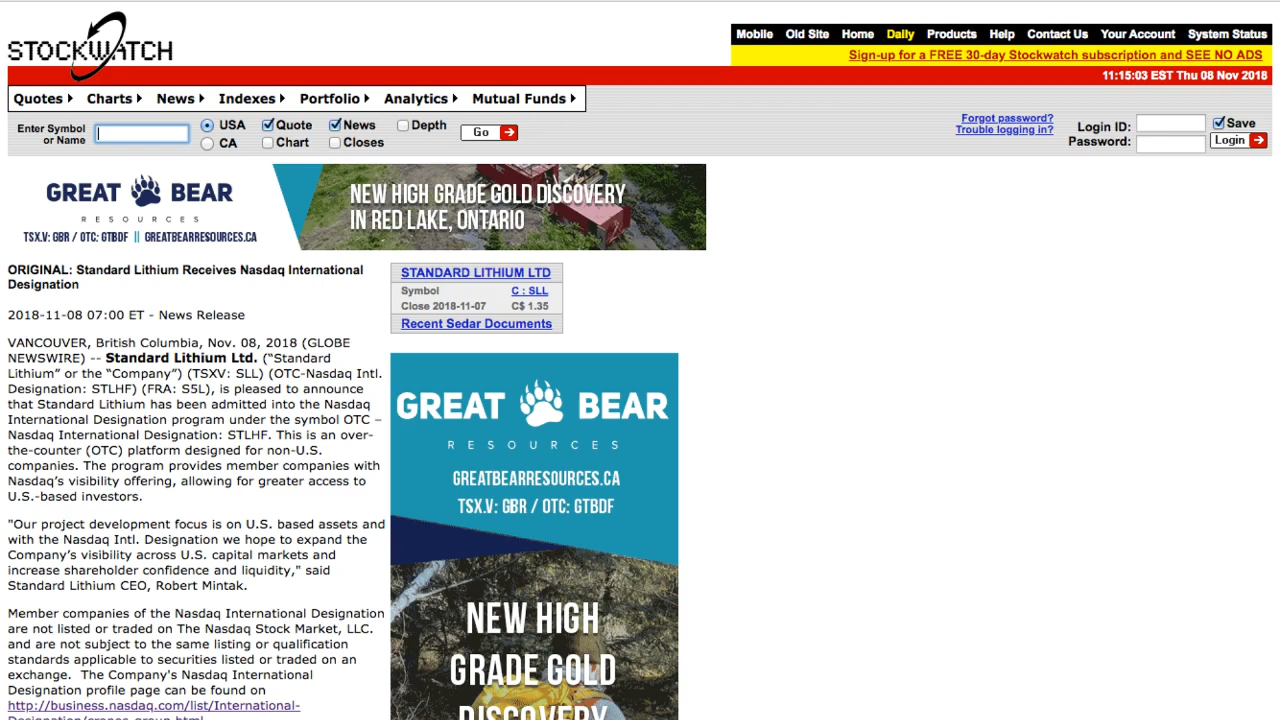 STOCKWATCH
Mobile Old Site Home Daily Products Help Contact Us Your Account System Status
Sign-up for a FREE 30-day Stockwatch subscription and SEE NO ADS
11:15:03 EST Thu 08 Nov 2018
Quotes Charts News Indexes Portfolio Analytics Mutual Funds
Enter Symbol
or Name
USA Quote News Depth Go
CA Chart Closes
Forgot password?
Trouble logging in?
Login ID: Save
Password: Login
GREAT BEAR
RESOURCES
TSX.V: GBR / OTC: GTBDF || GREATBEARRESOURCES.CA
NEW HIGH GRADE GOLD DISCOVERY
IN RED LAKE, ONTARIO
ORIGINAL: Standard Lithium Receives Nasdaq International
Designation
2018-11-08 07:00 ET - News Release
VANCOUVER, British Columbia, Nov. 08, 2018 (GLOBE
NEWSWIRE) -- Standard Lithium Ltd. (“Standard
Lithium” or the “Company”) (TSXV: SLL) (OTC-Nasdaq Intl.
Designation: STLHF) (FRA: S5L), is pleased to announce
that Standard Lithium has been admitted into the Nasdaq
International Designation program under the symbol OTC –
Nasdaq International Designation: STLHF. This is an over-
the-counter (OTC) platform designed for non-U.S.
companies. The program provides member companies with
Nasdaq’s visibility offering, allowing for greater access to
U.S.-based investors.
"Our project development focus is on U.S. based assets and
with the Nasdaq Intl. Designation we hope to expand the
Company’s visibility across U.S. capital markets and
increase shareholder confidence and liquidity," said
Standard Lithium CEO, Robert Mintak.
Member companies of the Nasdaq International Designation
are not listed or traded on The Nasdaq Stock Market, LLC.
and are not subject to the same listing or qualification
standards applicable to securities listed or traded on an
exchange. The Company's Nasdaq International
Designation profile page can be found on
http://business.nasdaq.com/list/International-
Designation/cronos-group.html
STANDARD LITHIUM LTD
Symbol C : SLL
Close 2018-11-07 C$ 1.35
Recent Sedar Documents
GREAT BEAR
RESOURCES
GREATBEARRESOURCES.CA
TSX.V: GBR / OTC: GTBDF
NEW HIGH
GRADE GOLD
DISCOVERY